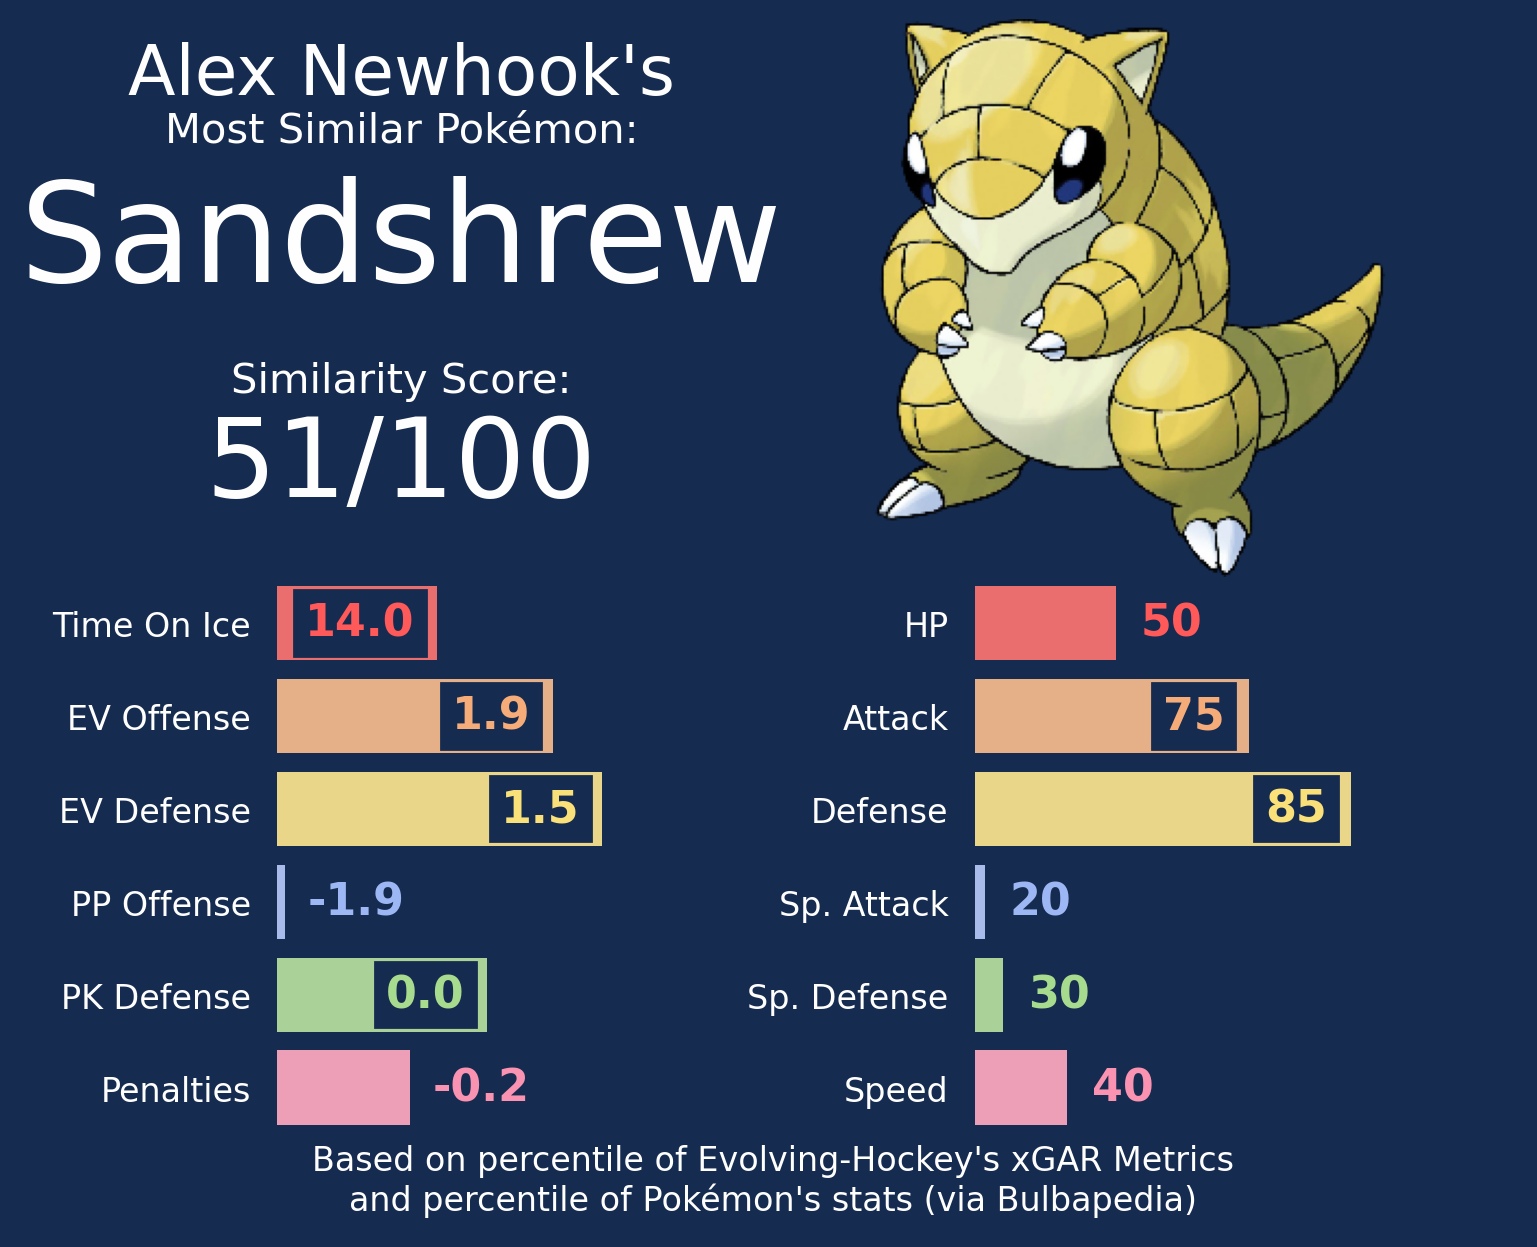 Alex Newhook's
Most Similar Pokémon:
Sandshrew
Similarity Score:
51/100
Time On Ice 14.0
EV Offense 1.9
EV Defense 1.5
PP Offense -1.9
PK Defense 0.0
Penalties -0.2
HP 50
Attack 75
Defense 85
Sp. Attack 20
Sp. Defense 30
Speed 40
Based on percentile of Evolving-Hockey's xGAR Metrics
and percentile of Pokémon's stats (via Bulbapedia)